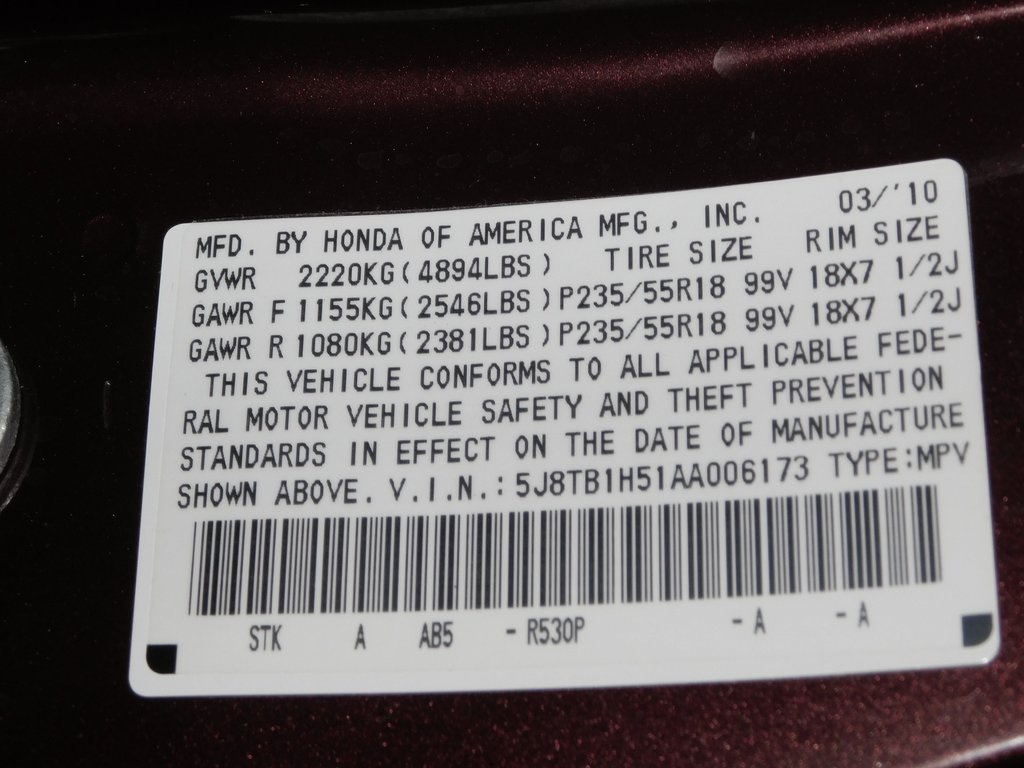 MFD. BY HONDA OF AMERICA MFG., INC. 03/'10
GVWR 2220KG(4894LBS) TIRE SIZE RIM SIZE
GAWR F 1155KG(2546LBS)P235/55R18 99V 18X7 1/2J
GAWR R 1080KG(2381LBS)P235/55R18 99V 18X7 1/2J
THIS VEHICLE CONFORMS TO ALL APPLICABLE FEDE-
RAL MOTOR VEHICLE SAFETY AND THEFT PREVENTION
STANDARDS IN EFFECT ON THE DATE OF MANUFACTURE
SHOWN ABOVE. V.I.N.:5J8TB1H51AA006173 TYPE:MPV
STK A AB5 -R530P -A -A